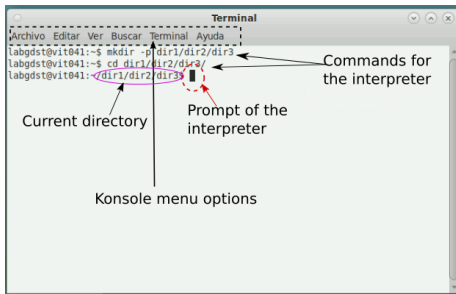 Terminal
Archivo Editar Ver Buscar Terminal Ayuda
labgdst@vit041:~$ mkdir -p dir1/dir2/dir3
labgdst@vit041:~$ cd dir1/dir2/dir3/
labgdst@vit041:~/dir1/dir2/dir3$
Commands for
the interpreter
Current directory
Prompt of the
interpreter
Konsole menu options